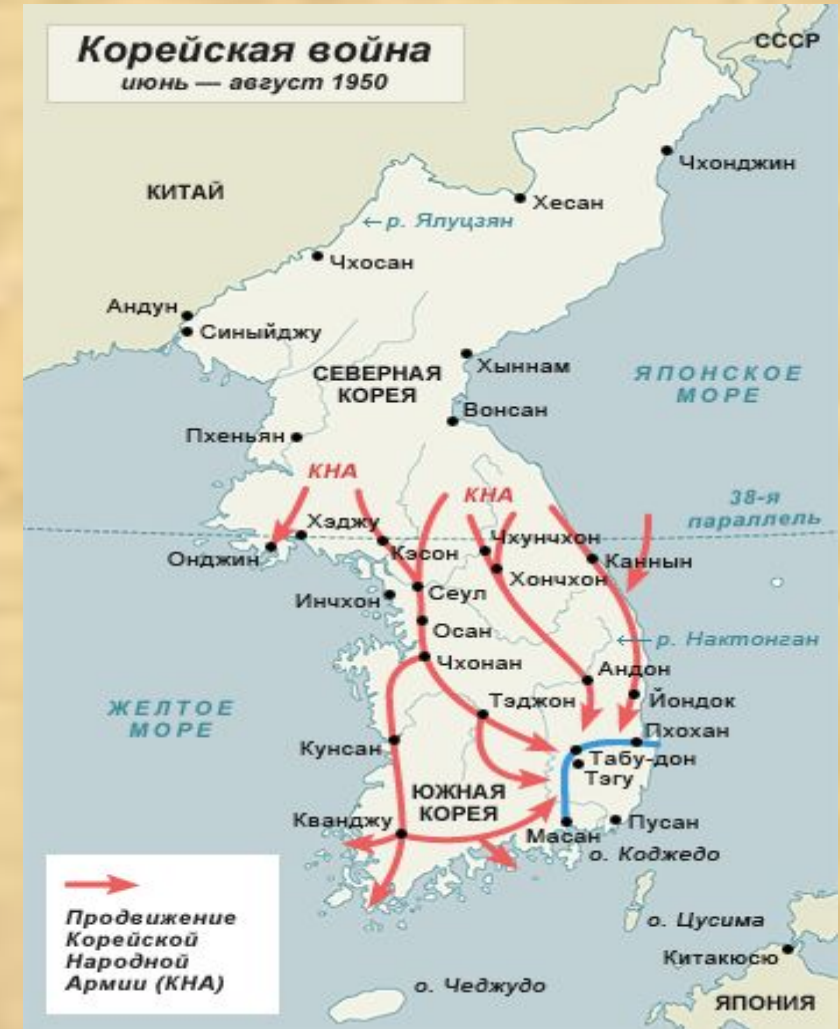 Корейская война
июнь — август 1950
СССР
Чхонджин
КИТАЙ
Хесан
←р. Ялуцзян
Чхосан
Андун
Синыйджу
СЕВЕРНАЯ
КОРЕЯ
Хыннам
ЯПОНСКОЕ
МОРЕ
Вонсан
Пхеньян
КНА
КНА
38-я
параллель
Хэджу
Чхунчхон
Онджин
Кэсон
Каннын
Хончхон
Инчхон
Сеул
Осан
←р. Нактонган
Чхонан
Андон
ЖЕЛТОЕ
МОРЕ
Тэджон
Йондок
Пхохан
Кунсан
Табу-дон
Тэгу
ЮЖНАЯ
КОРЕЯ
Кванджу
Масан
Пусан
о. Коджедо
Продвижение
Корейской
Народной
Армии (КНА)
о. Цусима
Китакюсю
о. Чеджудо
ЯПОНИЯ